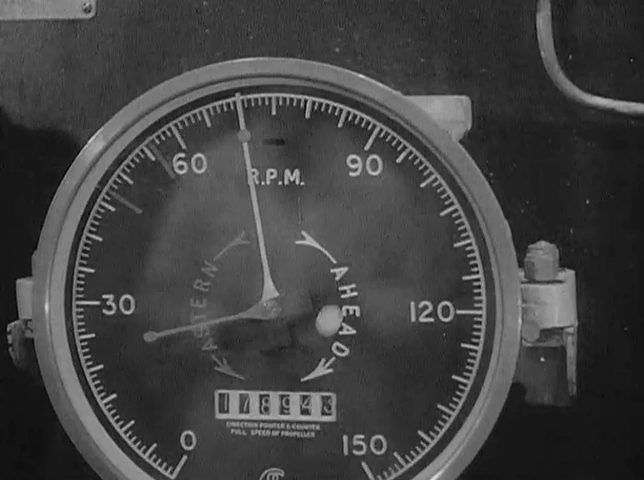 60
90
R.P.M.
30
120
ASTERN
AHEAD
178943
DIRECTION POINTER & COUNTER
FULL SPEED OF PROPELLER
0
150